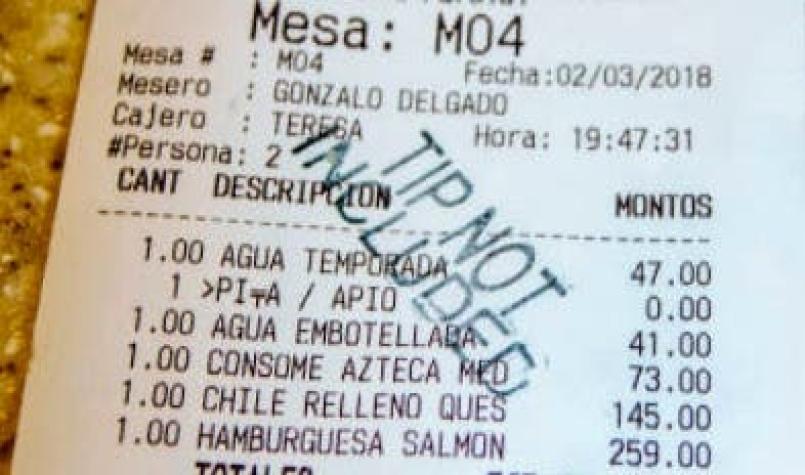 Mesa: M04
Mesa # : M04
Fecha:02/03/2018
Mesero : GONZALO DELGADO
Cajero : TERESA
Hora: 19:47:31
#Persona: 2
CANT DESCRIPCION MONTOS
TIP NOT
INCLUDED
1.00 AGUA TEMPORADA 47.00
1 >PI╤A / APIO 0.00
1.00 AGUA EMBOTELLADA 41.00
1.00 CONSOME AZTECA MED 73.00
1.00 CHILE RELLENO QUES 145.00
1.00 HAMBURGUESA SALMON 259.00